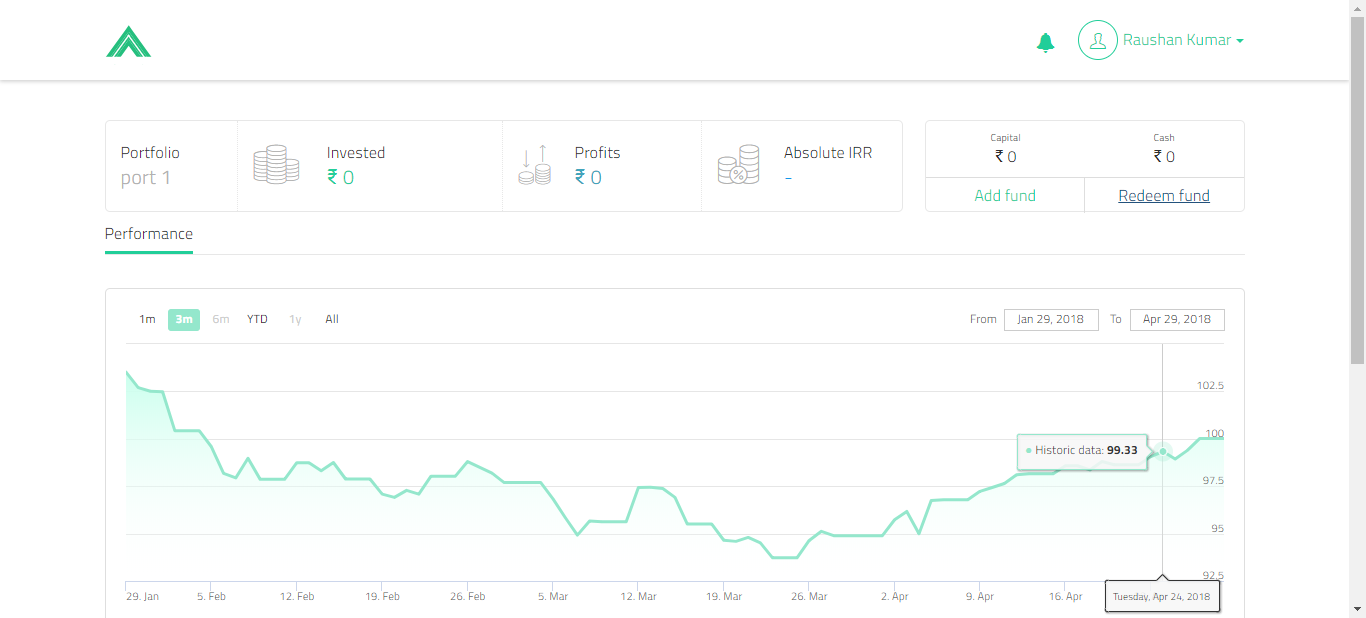 Raushan Kumar
Portfolio
port 1
Invested
₹ 0
Profits
₹ 0
%
Absolute IRR
-
Capital
₹ 0
Cash
₹ 0
Add fund
Redeem fund
Performance
1m 3m 6m YTD 1y All
From Jan 29, 2018 To Apr 29, 2018
102.5
100
Historic data: 99.33
97.5
95
92.5
29. Jan 5. Feb 12. Feb 19. Feb 26. Feb 5. Mar 12. Mar 19. Mar 26. Mar 2. Apr 9. Apr 16. Apr
Tuesday, Apr 24, 2018